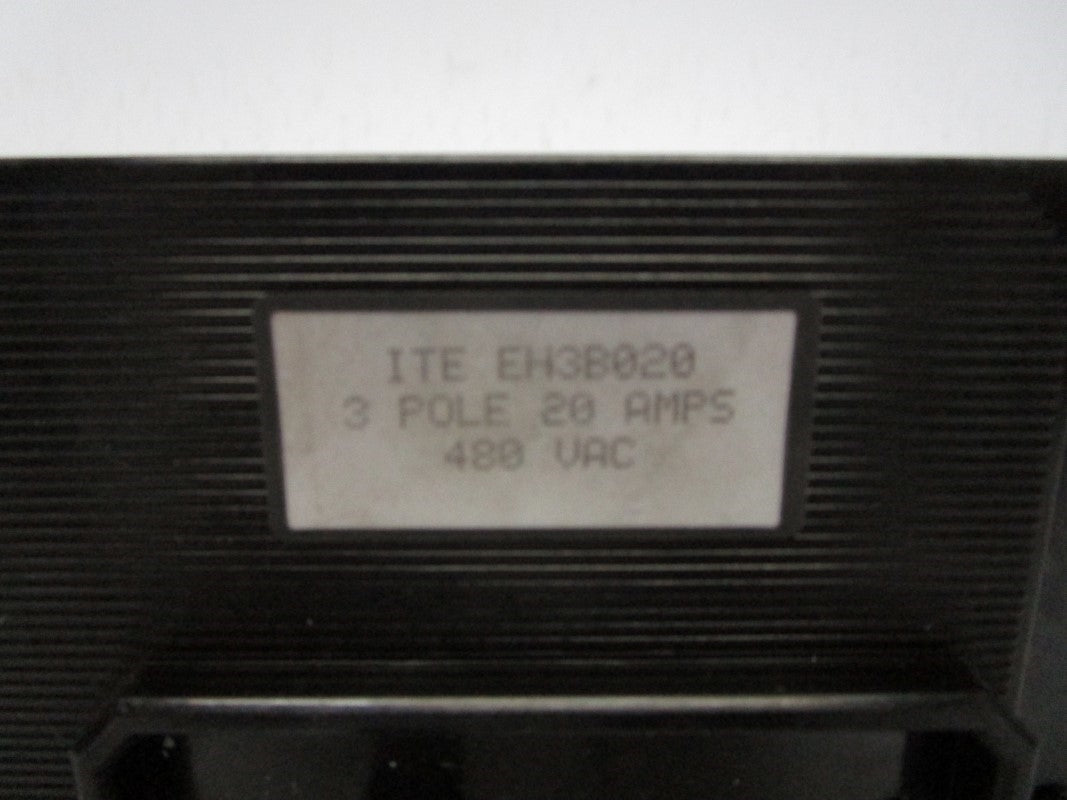 ITE EH3B020
3 POLE 20 AMPS
480 VAC